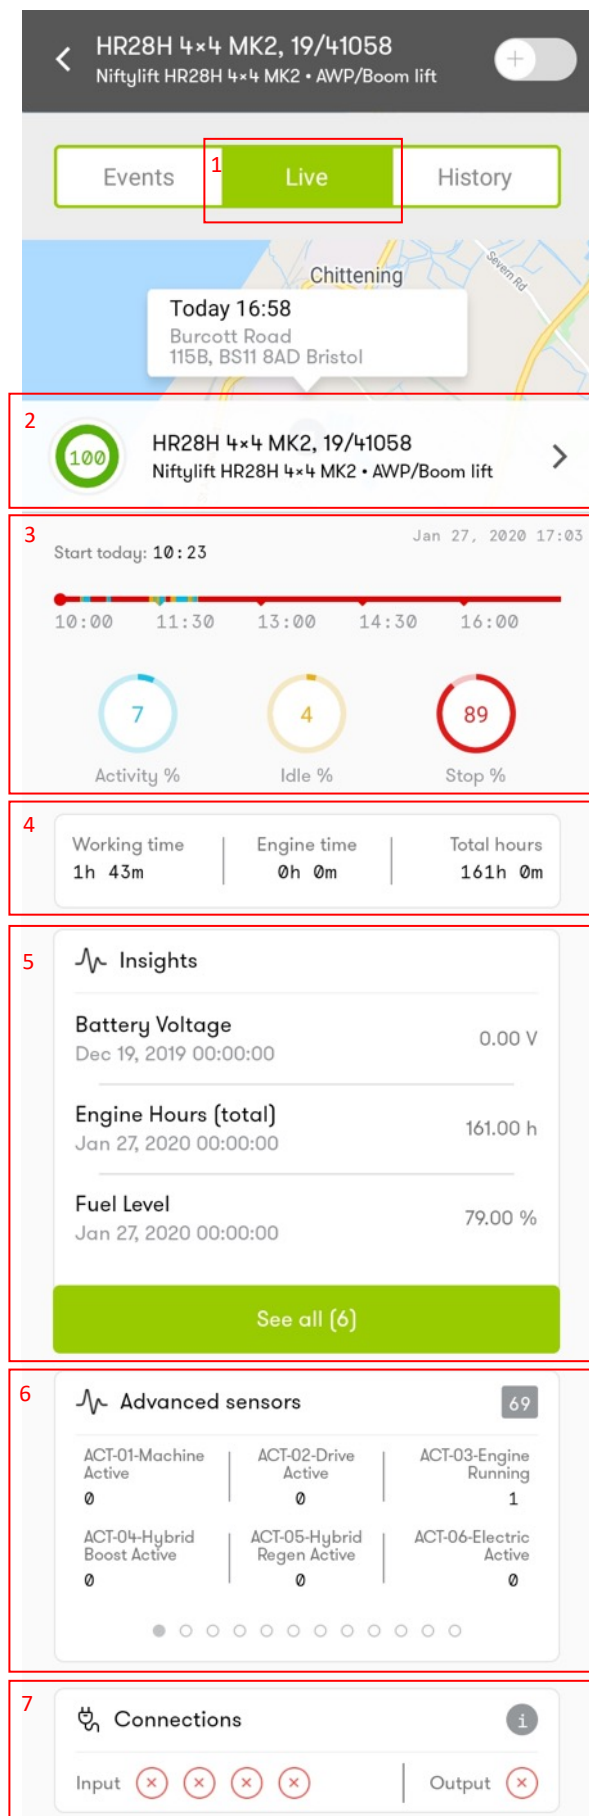 HR28H 4×4 MK2, 19/41058
Niftylift HR28H 4×4 MK2 • AWP/Boom lift
1
Events Live History
Chittening
Severn Rd
Today 16:58
Burcott Road
115B, BS11 8AD Bristol
2
100
HR28H 4×4 MK2, 19/41058
Niftylift HR28H 4×4 MK2 • AWP/Boom lift
3
Jan 27, 2020 17:03
Start today: 10:23
10:00 11:30 13:00 14:30 16:00
7 4 89
Activity % Idle % Stop %
4
Working time Engine time Total hours
1h 43m 0h 0m 161h 0m
5
Insights
Battery Voltage
0.00 V
Dec 19, 2019 00:00:00
Engine Hours (total)
161.00 h
Jan 27, 2020 00:00:00
Fuel Level
79.00 %
Jan 27, 2020 00:00:00
See all (6)
6
Advanced sensors 69
ACT-01-Machine Active
0
ACT-02-Drive Active
0
ACT-03-Engine Running
1
ACT-04-Hybrid Boost Active
0
ACT-05-Hybrid Regen Active
0
ACT-06-Electric Active
0
7
Connections i
Input Output